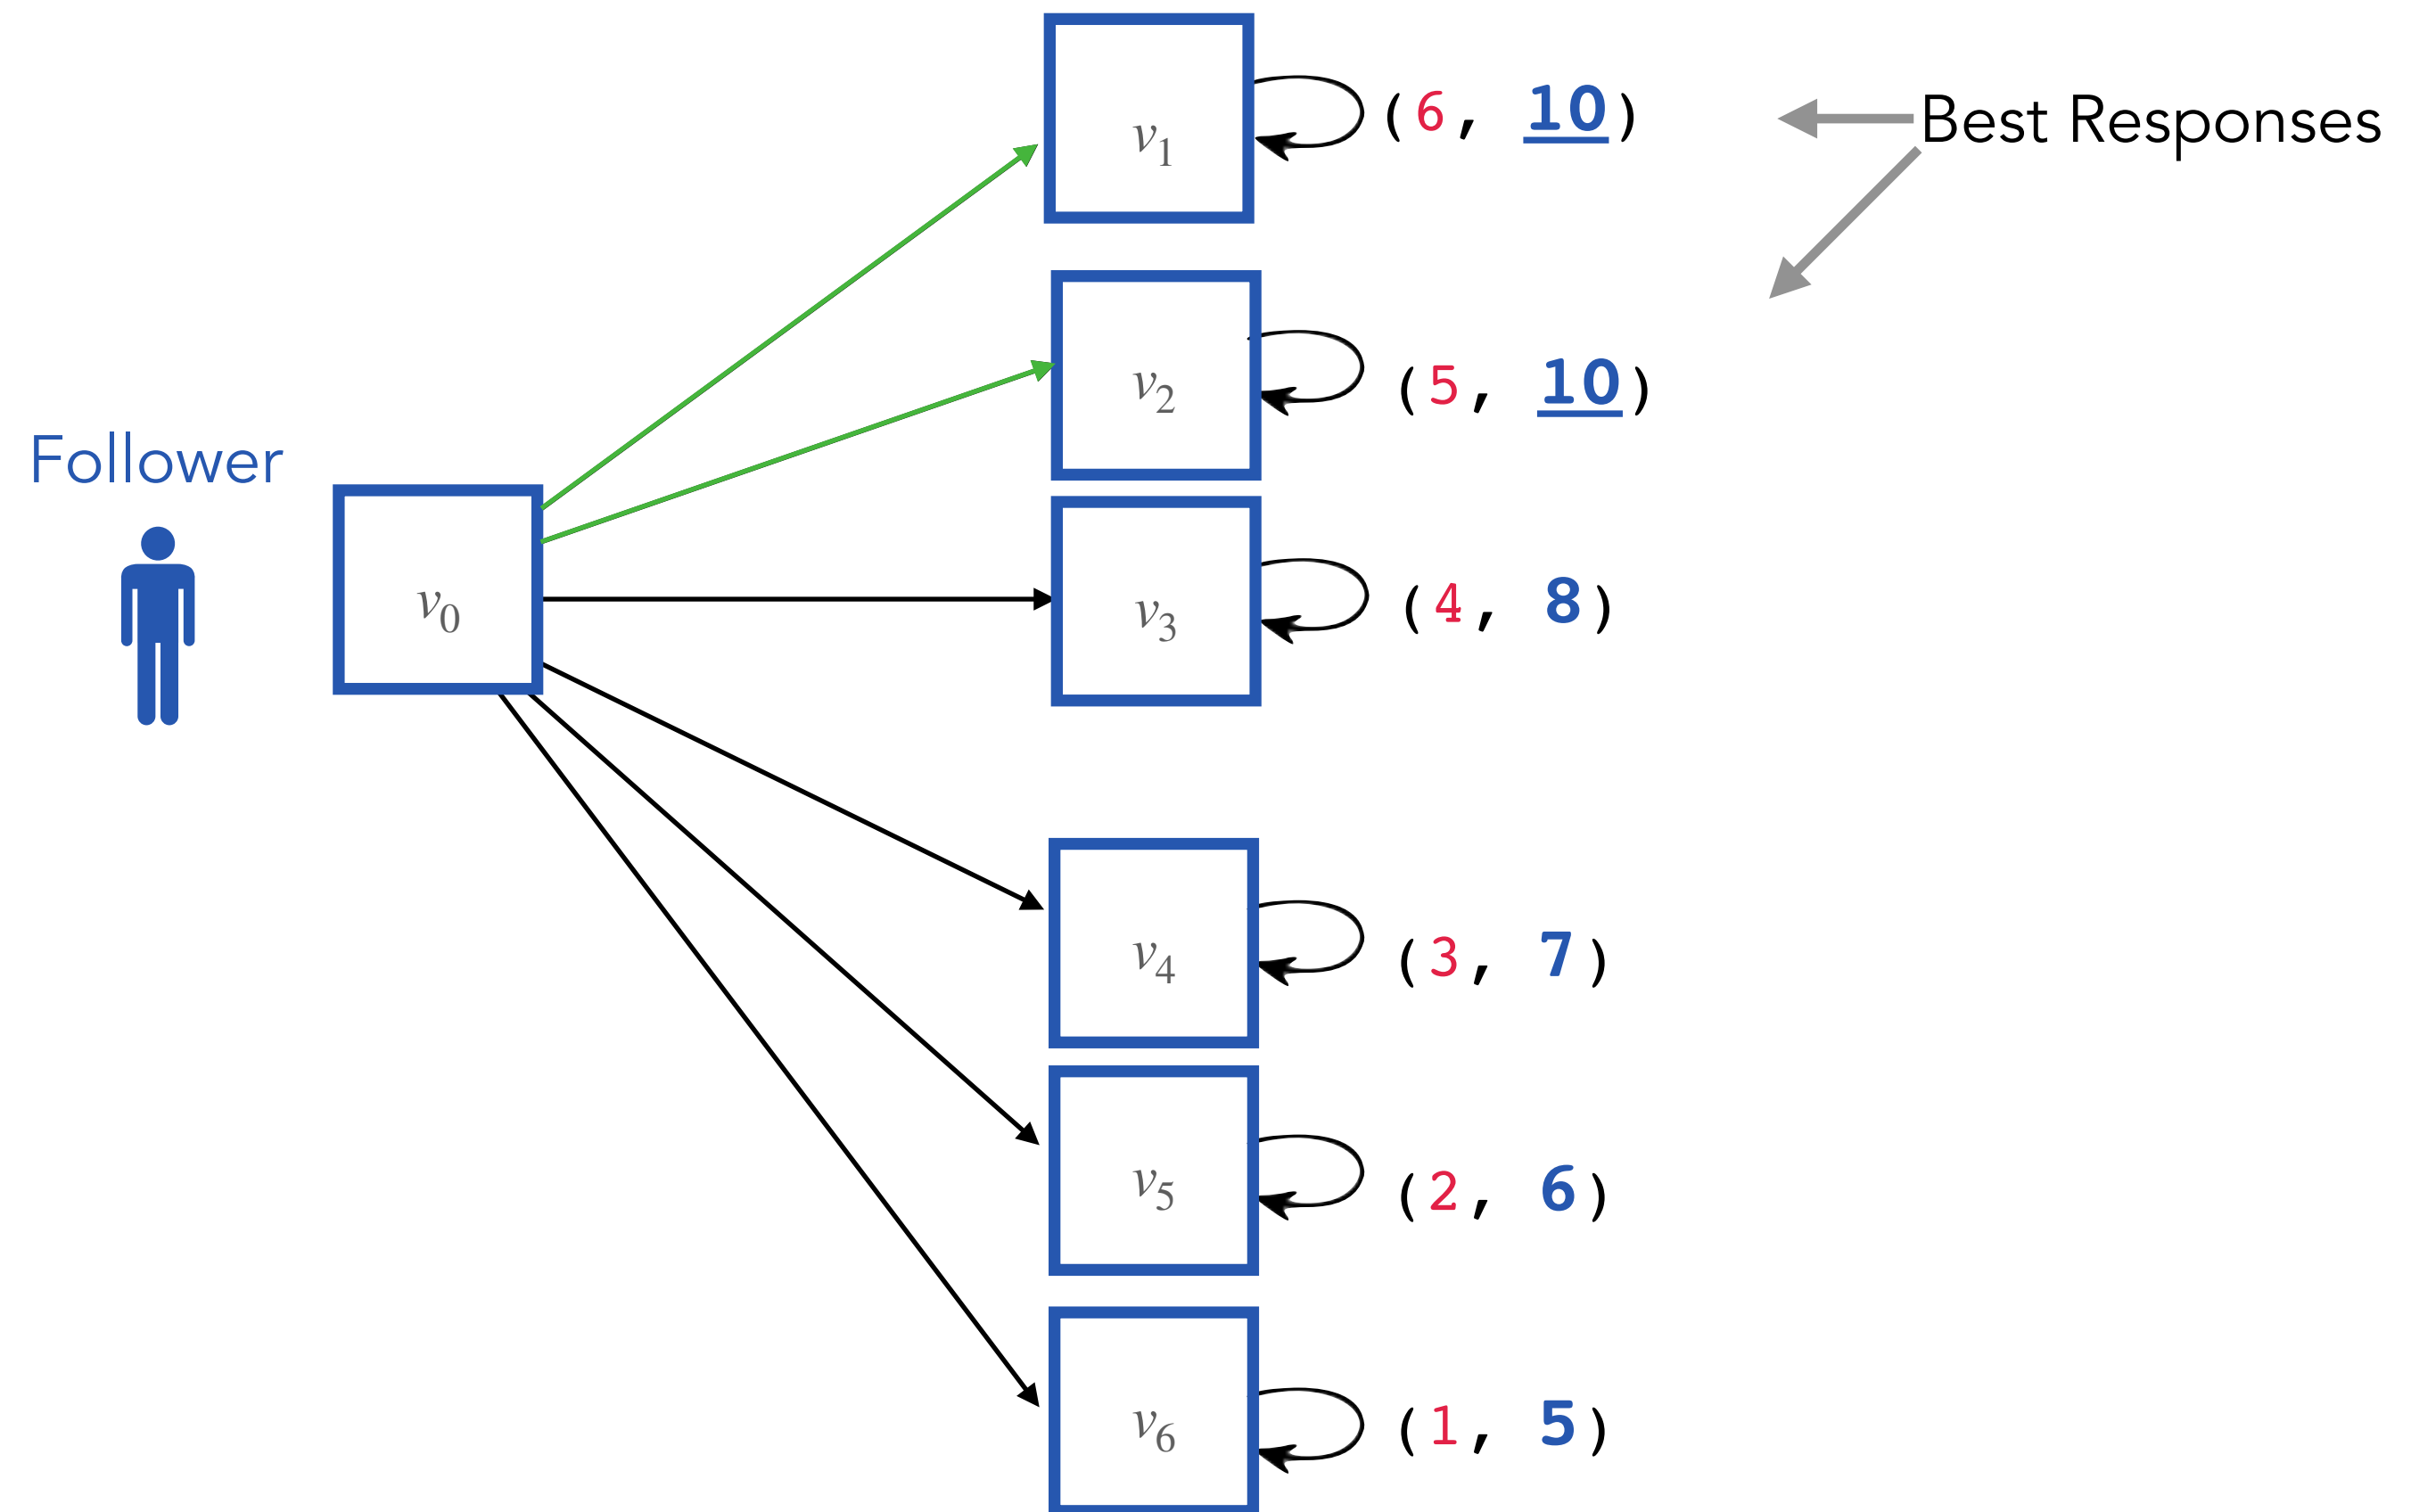 v1
(6, 10)
Best Responses
v2
(5, 10)
Follower
v0
v3
(4, 8)
v4
(3, 7)
v5
(2, 6)
v6
(1, 5)